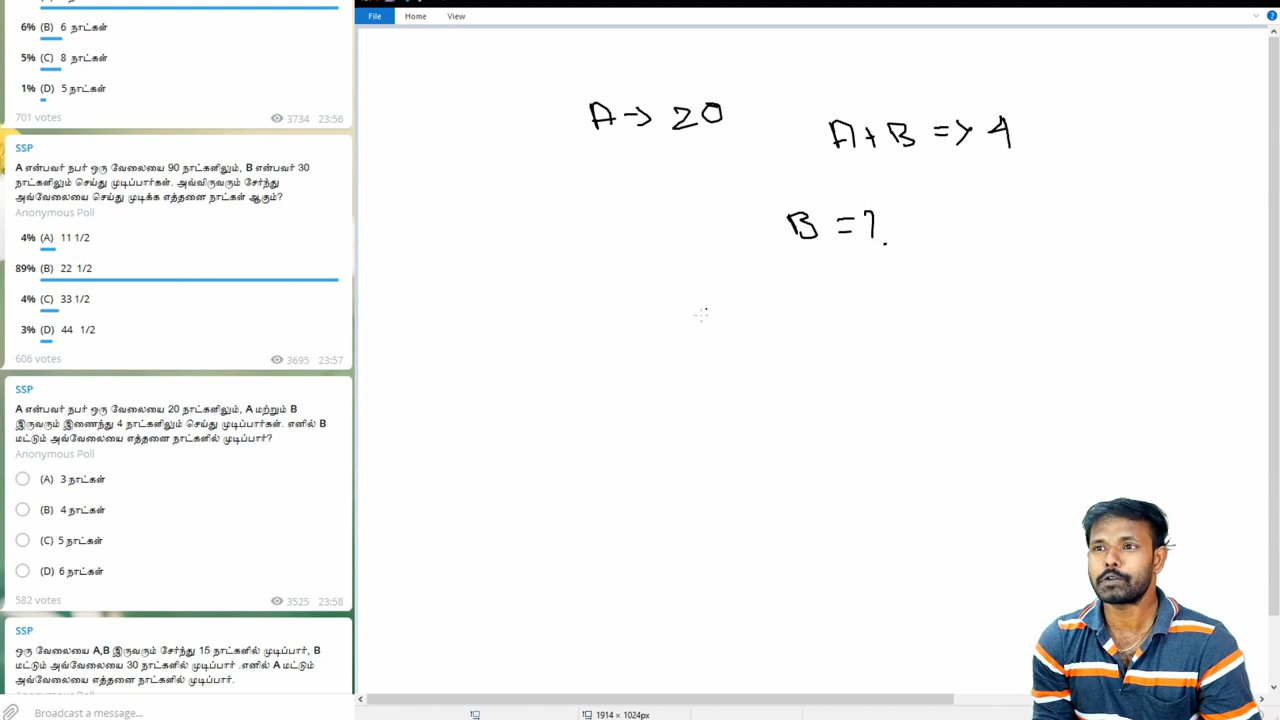 6% (B) 6 நாட்கள்
5% (C) 8 நாட்கள்
1% (D) 5 நாட்கள்
701 votes 3734 23:56
SSP
A என்பவர் நபர் ஒரு வேலையை 90 நாட்களிலும், B என்பவர் 30
நாட்களிலும் செய்து முடிப்பார்கள். அவ்விருவரும் சேர்ந்து
அவ்வேலையை செய்து முடிக்க எத்தனை நாட்கள் ஆகும்?
Anonymous Poll
4% (A) 11 1/2
89% (B) 22 1/2
4% (C) 33 1/2
3% (D) 44 1/2
606 votes 3695 23:57
SSP
A என்பவர் நபர் ஒரு வேலையை 20 நாட்களிலும், A மற்றும் B
இருவரும் இணைந்து 4 நாட்களிலும் செய்து முடிப்பார்கள். எனில் B
மட்டும் அவ்வேலையை எத்தனை நாட்களில் முடிப்பார்?
Anonymous Poll
(A) 3 நாட்கள்
(B) 4 நாட்கள்
(C) 5 நாட்கள்
(D) 6 நாட்கள்
582 votes 3525 23:58
SSP
ஒரு வேலையை A,B இருவரும் சேர்ந்து 15 நாட்களில் முடிப்பார், B
மட்டும் அவ்வேலையை 30 நாட்களில் முடிப்பார் .எனில் A மட்டும்
அவ்வேலையை எத்தனை நாட்களில் முடிப்பார்.
Broadcast a message...
File Home View
A → 20
A+B => 4
B = ?
1914 × 1024px